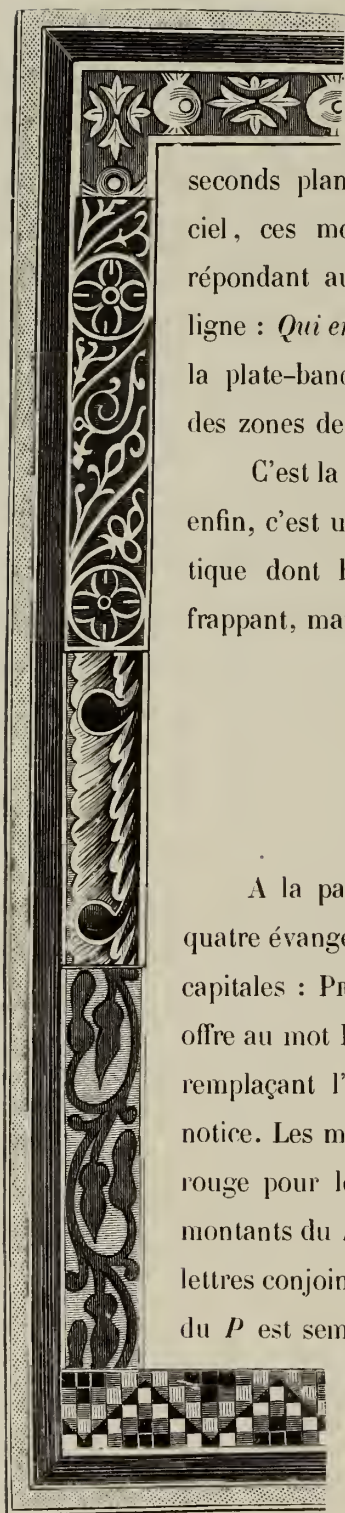 seconds plan
ciel, ces mo
répondant au
ligne : Qui en
la plate-band
des zones de
C'est la
enfin, c'est u
tique dont
frappant, ma
A la pa
quatre évange
capitales : Pr
offre au mot
remplaçant l'
notice. Les m
rouge pour le
montants du
lettres conjoin
du P est sem